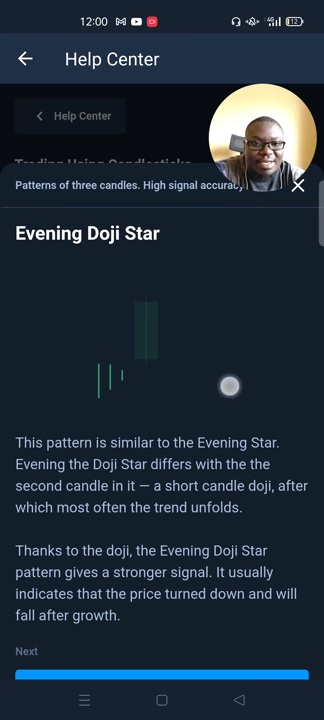 12:00
4G
12
Help Center
Help Center
Trading Using Candlesticks
Patterns of three candles. High signal accuracy
Evening Doji Star
This pattern is similar to the Evening Star.
Evening the Doji Star differs with the the
second candle in it — a short candle doji, after
which most often the trend unfolds.
Thanks to the doji, the Evening Doji Star
pattern gives a stronger signal. It usually
indicates that the price turned down and will
fall after growth.
Next